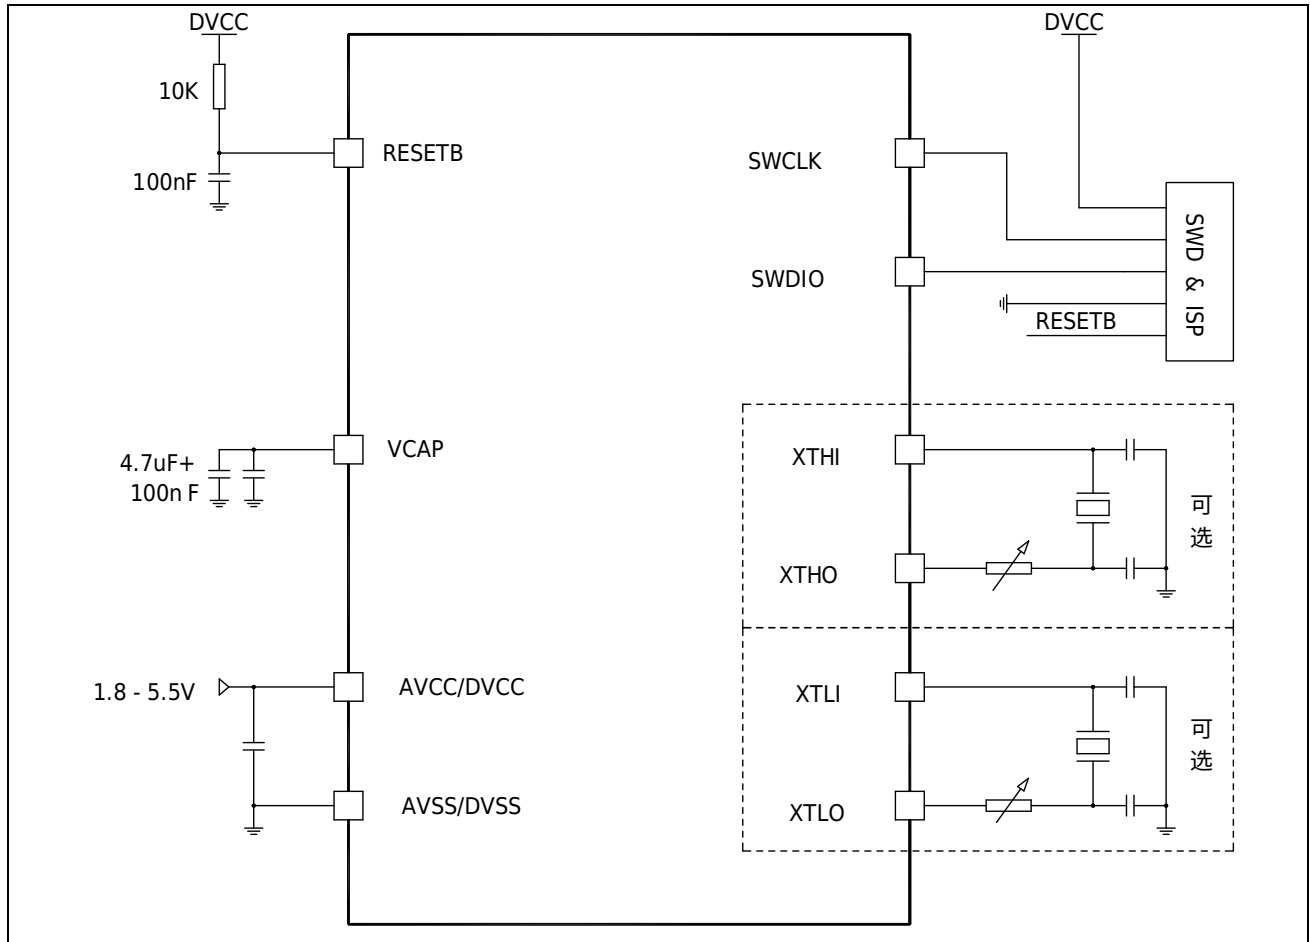 DVCC
DVCC
10K
RESETB
100nF
SWCLK
SWD & ISP
SWDIO
RESETB
VCAP
4.7uF+
100n F
XTHI
可
选
XTHO
1.8 - 5.5V
AVCC/DVCC
XTLI
可
选
AVSS/DVSS
XTLO